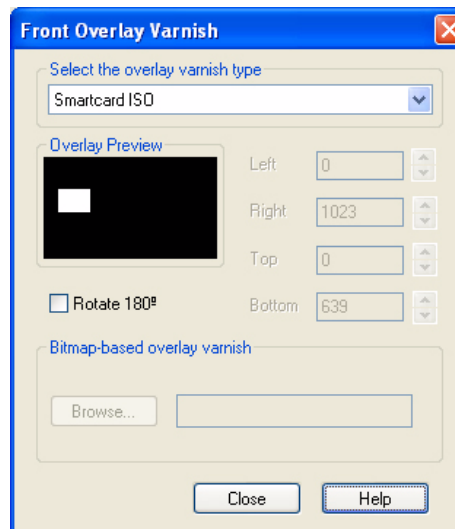 Front Overlay Varnish
Select the overlay varnish type
Smartcard ISO
Overlay Preview
Left 0
Right 1023
Top 0
Rotate 180º
Bottom 639
Bitmap-based overlay varnish
Browse...
Close Help